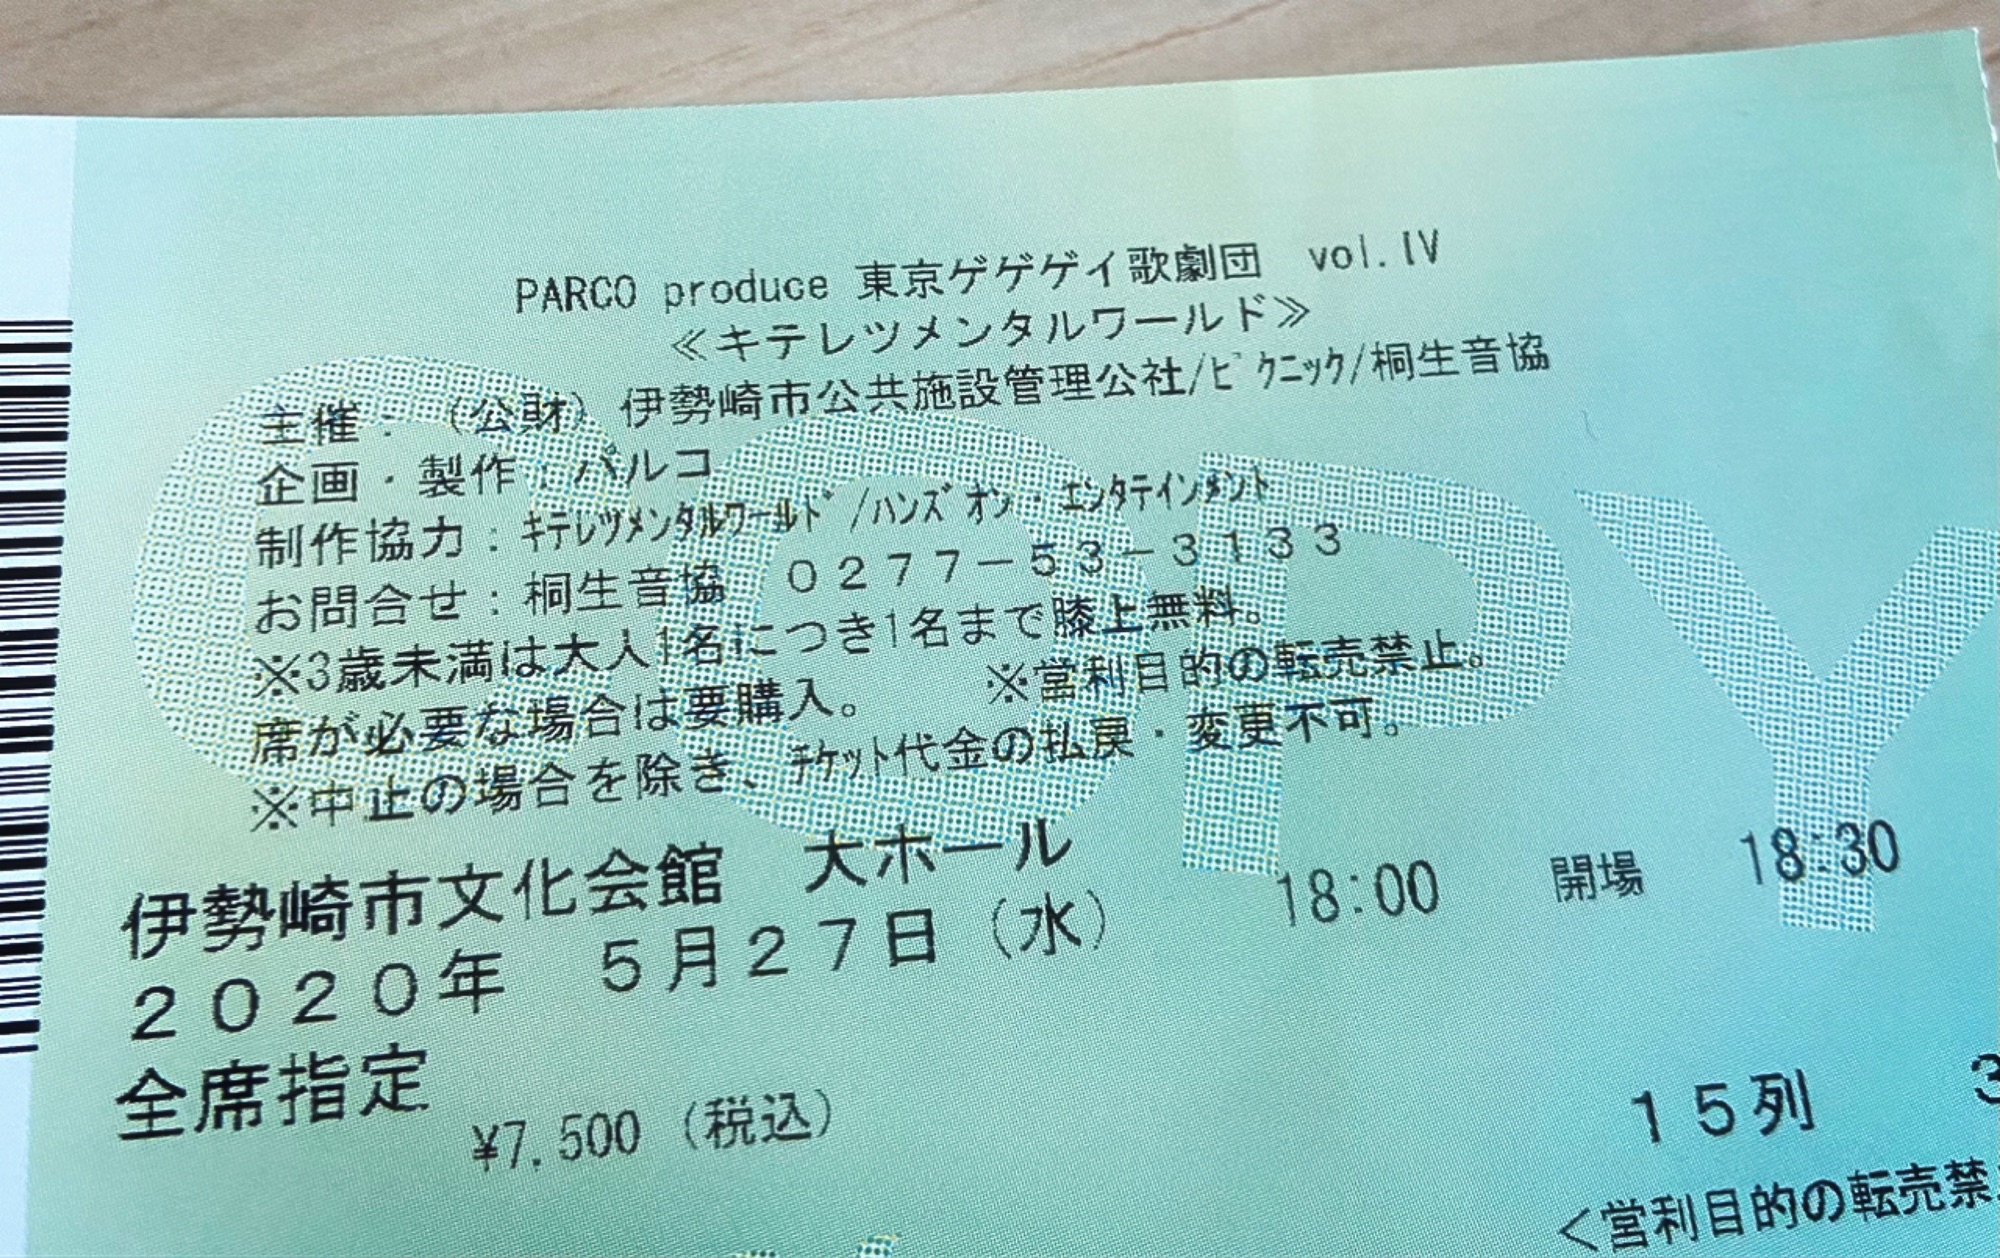 PARCO produce 東京ゲゲゲイ歌劇団　vol.IV
≪キテレツメンタルワールド≫
主催：（公財）伊勢崎市公共施設管理公社/ﾋﾟｸﾆｯｸ/桐生音協
企画・製作：パルコ
制作協力：ｷﾃﾚﾂﾒﾝﾀﾙﾜｰﾙﾄﾞ/ﾊﾝｽﾞｵﾝ・ｴﾝﾀﾃｲﾝﾒﾝﾄ
お問合せ：桐生音協　０２７７－５３－３１３３
※3歳未満は大人1名につき1名まで膝上無料。
席が必要な場合は要購入。　　※営利目的の転売禁止。
※中止の場合を除き、ﾁｹｯﾄ代金の払戻・変更不可。
伊勢崎市文化会館　大ホール
２０２０年　５月２７日（水）　18:00　開場　18:30
全席指定
¥7,500（税込）
１５列　3
＜営利目的の転売禁
COPY